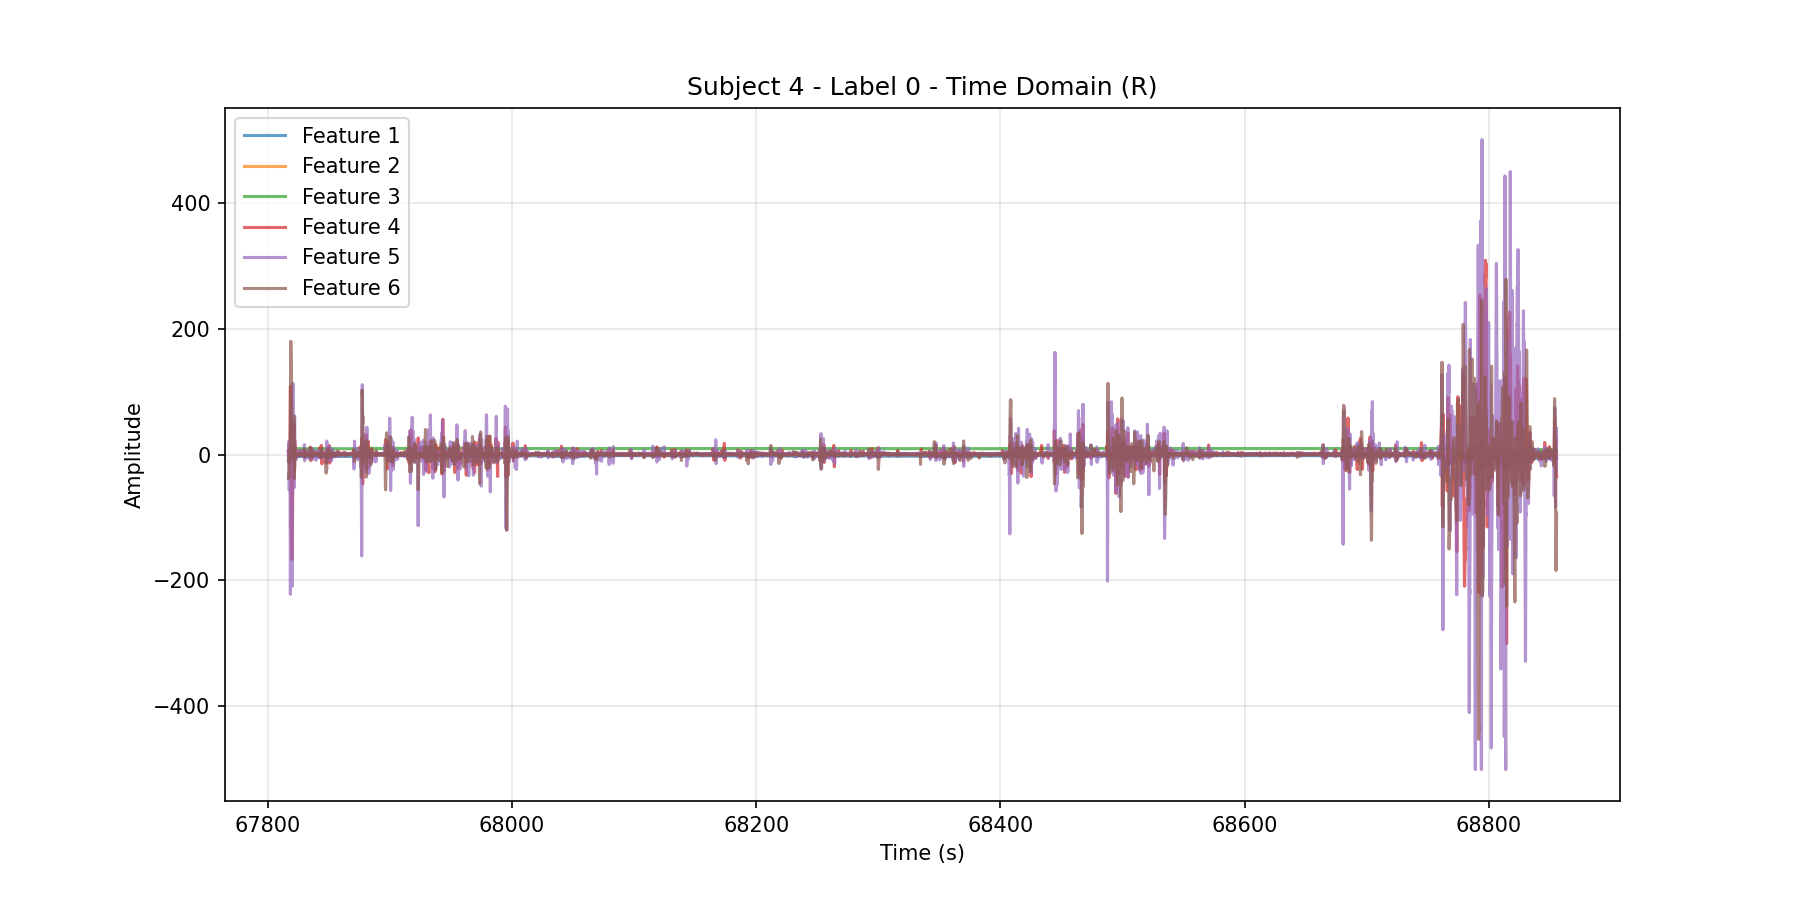 Subject 4 - Label 0 - Time Domain (R)
Feature 1
Feature 2
Feature 3
Feature 4
Feature 5
Feature 6
400
200
0
−200
−400
Amplitude
67800
68000
68200
68400
68600
68800
Time (s)